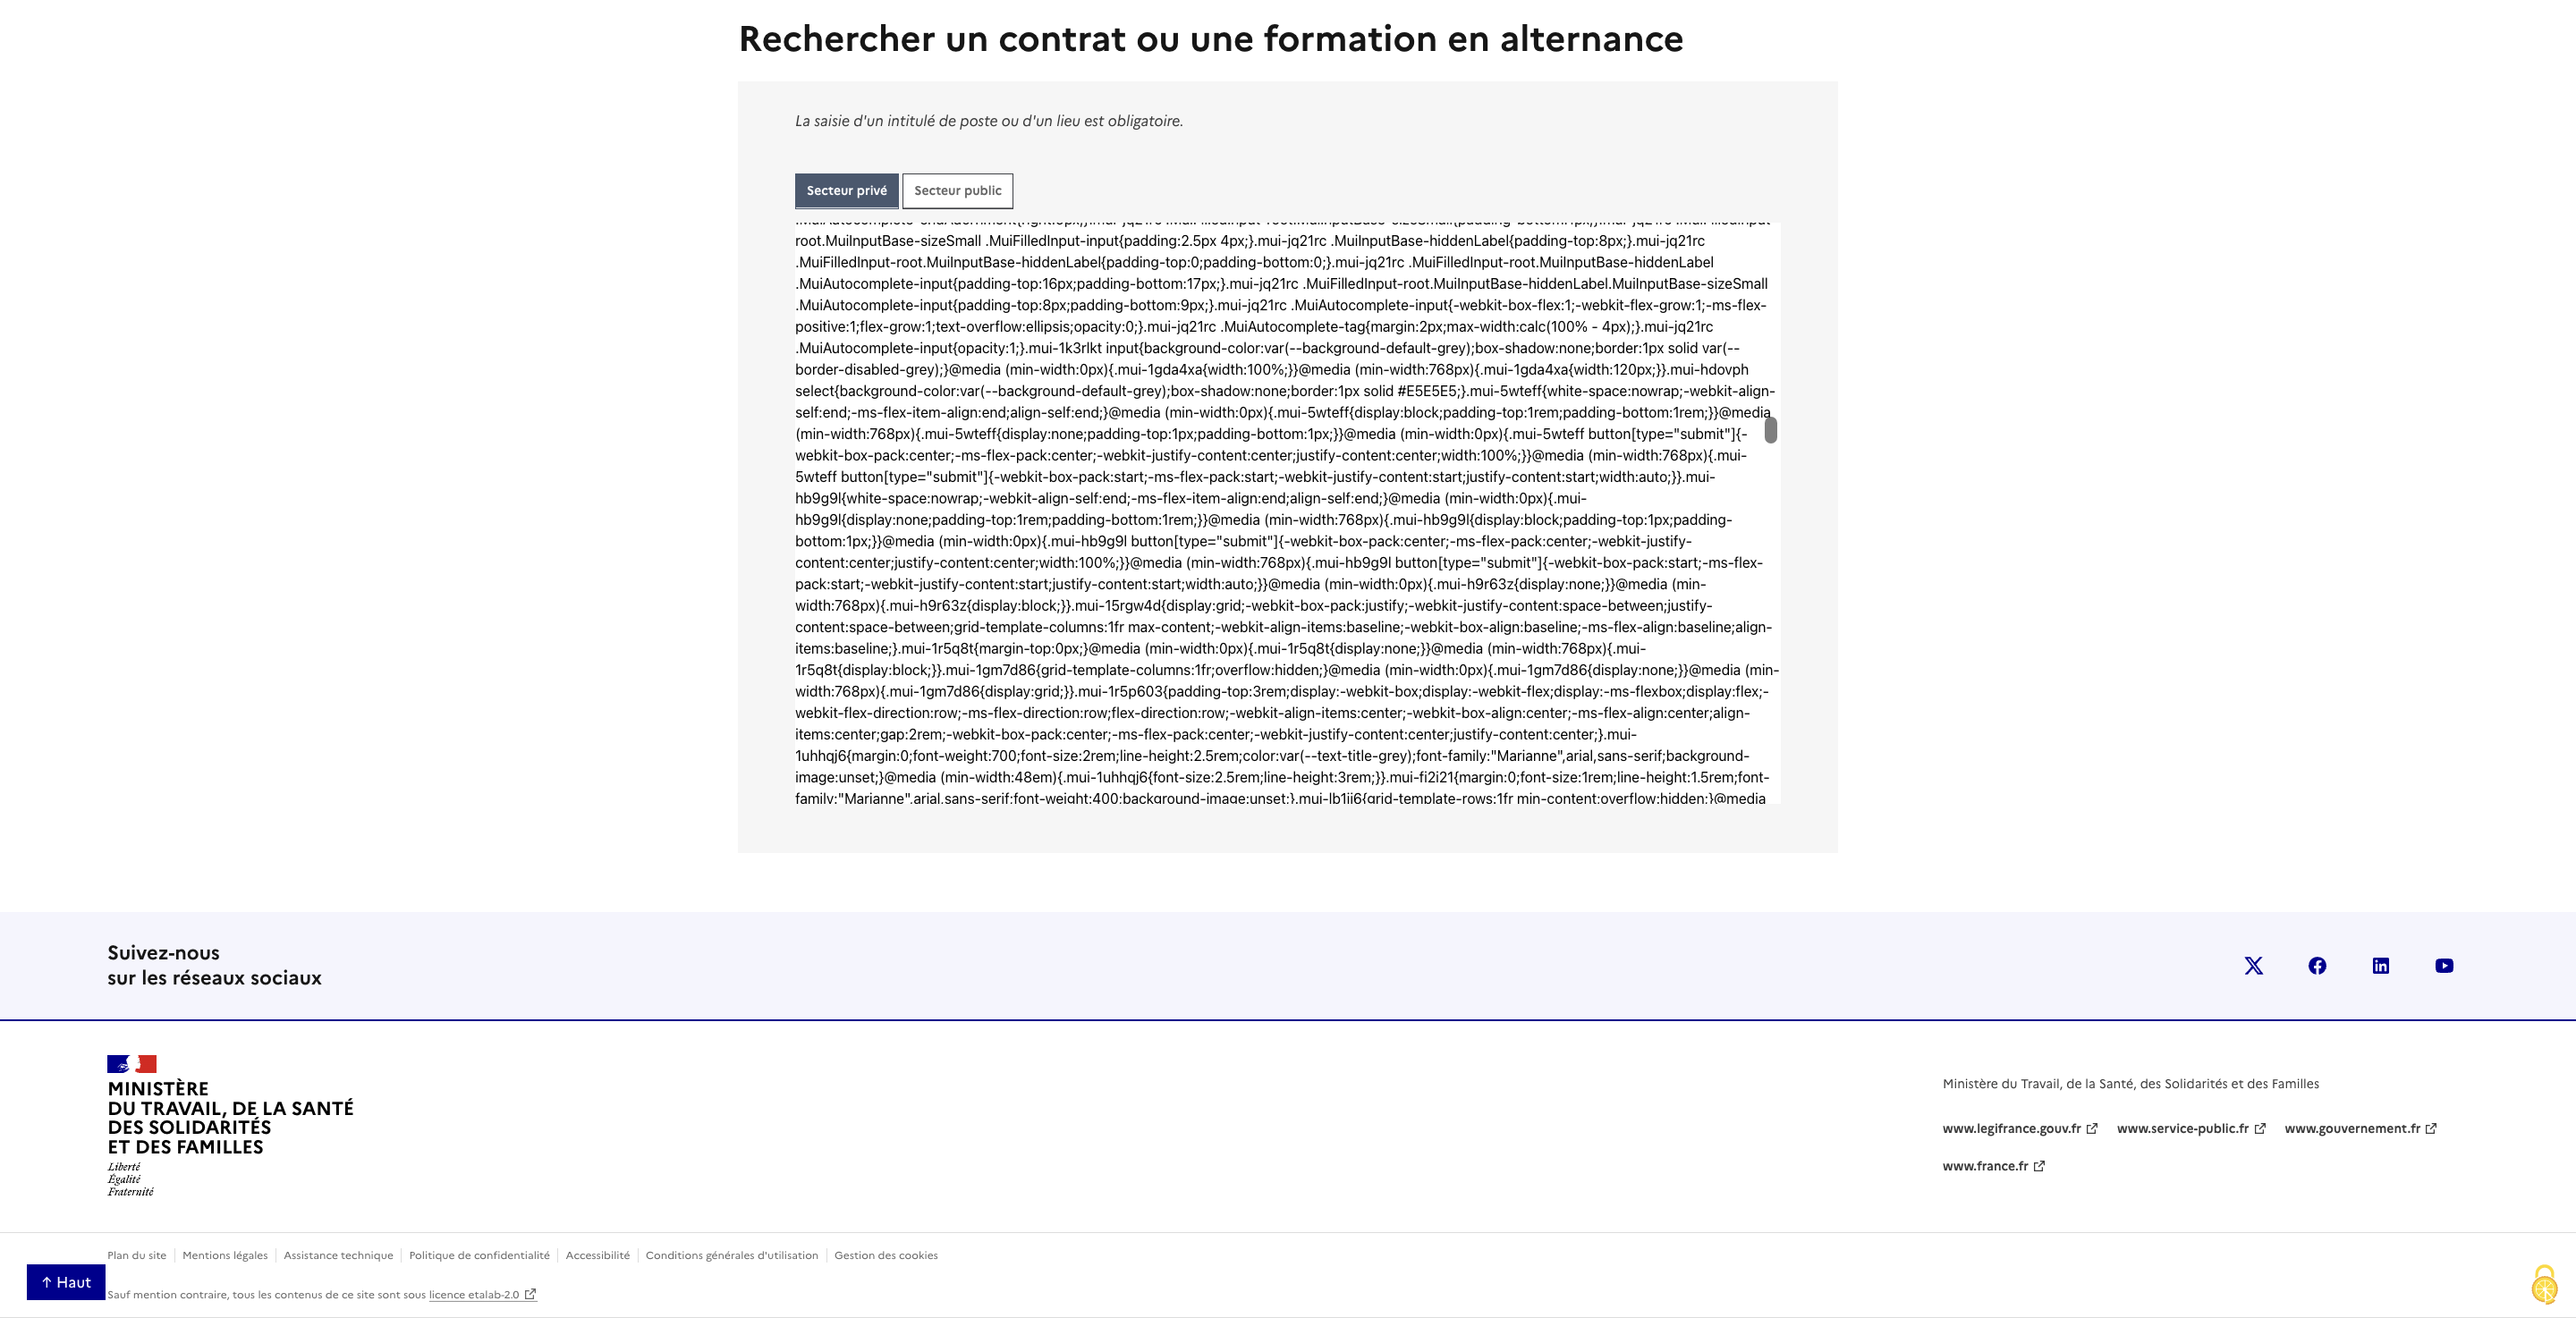 Rechercher un contrat ou une formation en alternance
La saisie d'un intitulé de poste ou d'un lieu est obligatoire.
Secteur privé
Secteur public
root.MuiInputBase-sizeSmall .MuiFilledInput-input{padding:2.5px 4px;}.mui-jq21rc .MuiInputBase-hiddenLabel{padding-top:8px;}.mui-jq21rc
.MuiFilledInput-root.MuiInputBase-hiddenLabel{padding-top:0;padding-bottom:0;}.mui-jq21rc .MuiFilledInput-root.MuiInputBase-hiddenLabel
.MuiAutocomplete-input{padding-top:16px;padding-bottom:17px;}.mui-jq21rc .MuiFilledInput-root.MuiInputBase-hiddenLabel.MuiInputBase-sizeSmall
.MuiAutocomplete-input{padding-top:8px;padding-bottom:9px;}.mui-jq21rc .MuiAutocomplete-input{-webkit-box-flex:1;-webkit-flex-grow:1;-ms-flex-
positive:1;flex-grow:1;text-overflow:ellipsis;opacity:0;}.mui-jq21rc .MuiAutocomplete-tag{margin:2px;max-width:calc(100% - 4px);}.mui-jq21rc
.MuiAutocomplete-input{opacity:1;}.mui-1k3rlkt input{background-color:var(--background-default-grey);box-shadow:none;border:1px solid var(--
border-disabled-grey);}@media (min-width:0px){.mui-1gda4xa{width:100%;}}@media (min-width:768px){.mui-1gda4xa{width:120px;}}.mui-hdovph
select{background-color:var(--background-default-grey);box-shadow:none;border:1px solid #E5E5E5;}.mui-5wteff{white-space:nowrap;-webkit-align-
self:end;-ms-flex-item-align:end;align-self:end;}@media (min-width:0px){.mui-5wteff{display:block;padding-top:1rem;padding-bottom:1rem;}}@media
(min-width:768px){.mui-5wteff{display:none;padding-top:1px;padding-bottom:1px;}}@media (min-width:0px){.mui-5wteff button[type="submit"]{-
webkit-box-pack:center;-ms-flex-pack:center;-webkit-justify-content:center;justify-content:center;width:100%;}}@media (min-width:768px){.mui-
5wteff button[type="submit"]{-webkit-box-pack:start;-ms-flex-pack:start;-webkit-justify-content:start;justify-content:start;width:auto;}}.mui-
hb9g9l{white-space:nowrap;-webkit-align-self:end;-ms-flex-item-align:end;align-self:end;}@media (min-width:0px){.mui-
hb9g9l{display:none;padding-top:1rem;padding-bottom:1rem;}}@media (min-width:768px){.mui-hb9g9l{display:block;padding-top:1px;padding-
bottom:1px;}}@media (min-width:0px){.mui-hb9g9l button[type="submit"]{-webkit-box-pack:center;-ms-flex-pack:center;-webkit-justify-
content:center;justify-content:center;width:100%;}}@media (min-width:768px){.mui-hb9g9l button[type="submit"]{-webkit-box-pack:start;-ms-flex-
pack:start;-webkit-justify-content:start;justify-content:start;width:auto;}}@media (min-width:0px){.mui-h9r63z{display:none;}}@media (min-
width:768px){.mui-h9r63z{display:block;}}.mui-15rgw4d{display:grid;-webkit-box-pack:justify;-webkit-justify-content:space-between;justify-
content:space-between;grid-template-columns:1fr max-content;-webkit-align-items:baseline;-webkit-box-align:baseline;-ms-flex-align:baseline;align-
items:baseline;}.mui-1r5q8t{margin-top:0px;}@media (min-width:0px){.mui-1r5q8t{display:none;}}@media (min-width:768px){.mui-
1r5q8t{display:block;}}.mui-1gm7d86{grid-template-columns:1fr;overflow:hidden;}@media (min-width:0px){.mui-1gm7d86{display:none;}}@media (min-
width:768px){.mui-1gm7d86{display:grid;}}.mui-1r5p603{padding-top:3rem;display:-webkit-box;display:-webkit-flex;display:-ms-flexbox;display:flex;-
webkit-flex-direction:row;-ms-flex-direction:row;flex-direction:row;-webkit-align-items:center;-webkit-box-align:center;-ms-flex-align:center;align-
items:center;gap:2rem;-webkit-box-pack:center;-ms-flex-pack:center;-webkit-justify-content:center;justify-content:center;}.mui-
1uhhqj6{margin:0;font-weight:700;font-size:2rem;line-height:2.5rem;color:var(--text-title-grey);font-family:"Marianne",arial,sans-serif;background-
image:unset;}@media (min-width:48em){.mui-1uhhqj6{font-size:2.5rem;line-height:3rem;}}.mui-fi2i21{margin:0;font-size:1rem;line-height:1.5rem;font-
family:"Marianne",arial,sans-serif;font-weight:400;background-image:unset;}.mui-lb1ji6{grid-template-rows:1fr min-content;overflow:hidden;}@media
Suivez-nous
sur les réseaux sociaux
MINISTÈRE
DU TRAVAIL, DE LA SANTÉ
DES SOLIDARITÉS
ET DES FAMILLES
Liberté
Égalité
Fraternité
Ministère du Travail, de la Santé, des Solidarités et des Familles
www.legifrance.gouv.fr www.service-public.fr www.gouvernement.fr
www.france.fr
Plan du site Mentions légales Assistance technique Politique de confidentialité Accessibilité Conditions générales d'utilisation Gestion des cookies
↑ Haut
Sauf mention contraire, tous les contenus de ce site sont sous licence etalab-2.0